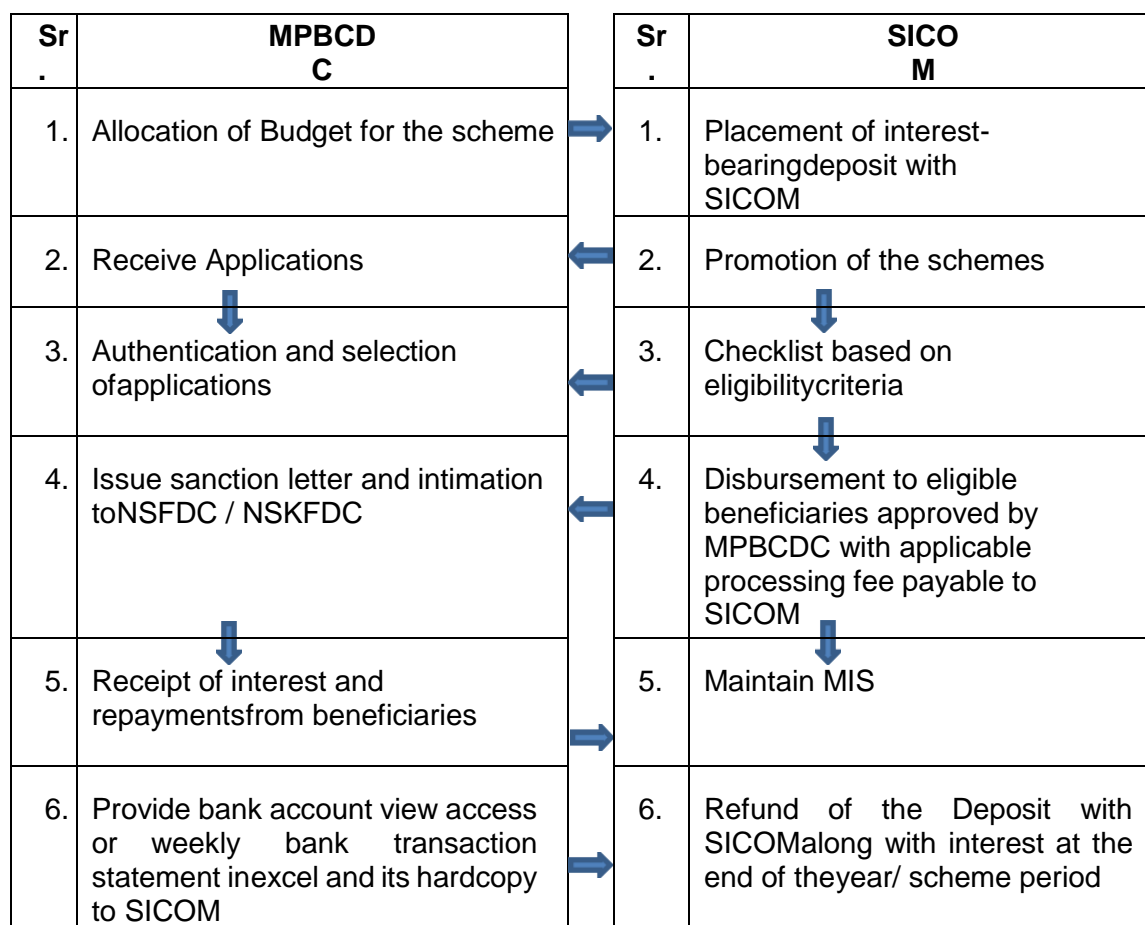 Sr
.
MPBCD
C
Sr
.
SICO
M
1. Allocation of Budget for the scheme
1. Placement of interest-
bearingdeposit with
SICOM
2. Receive Applications
2. Promotion of the schemes
3. Authentication and selection
ofapplications
3. Checklist based on
eligibilitycriteria
4. Issue sanction letter and intimation
toNSFDC / NSKFDC
4. Disbursement to eligible
beneficiaries approved by
MPBCDC with applicable
processing fee payable to
SICOM
5. Receipt of interest and
repaymentsfrom beneficiaries
5. Maintain MIS
6. Provide bank account view access
or weekly bank transaction
statement inexcel and its hardcopy
to SICOM
6. Refund of the Deposit with
SICOMalong with interest at the
end of theyear/ scheme period